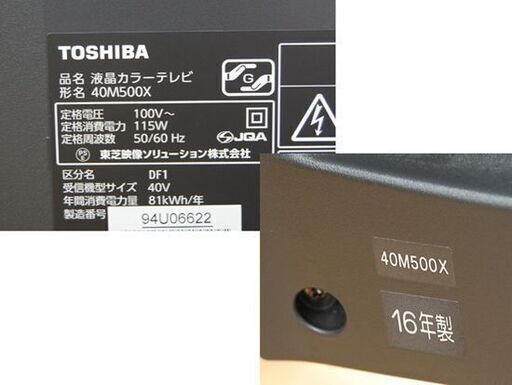 TOSHIBA
品名 液晶カラーテレビ
形名 40M500X
G
定格電圧 100V～
定格消費電力 115W
定格周波数 50/60 Hz
JQA
PS E 東芝映像ソリューション株式会社
区分名 DF1
受信機型サイズ 40V
年間消費電力量 81kWh/年
製造番号 94U06622
40M500X
16年製